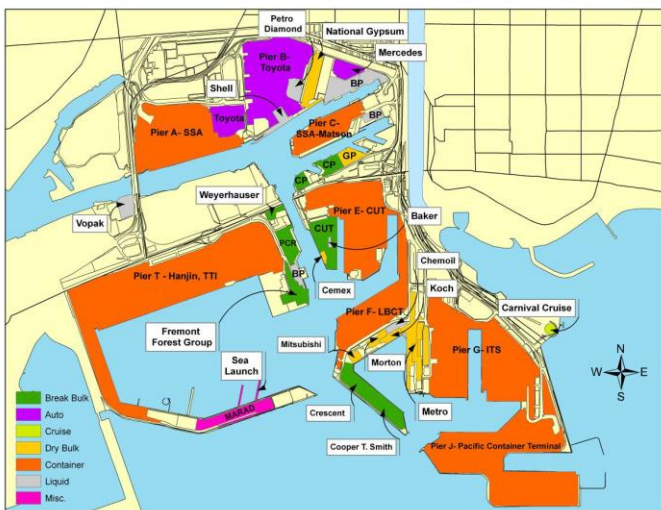 Petro
Diamond
National Gypsum
Mercedes
Pier B-
Toyota
Shell
BP
BP
Toyota
Pier A- SSA
Pier C-
SSA-Matson
GP
CP
CP
Weyerhauser
Pier E- CUT
Baker
Vopak
CUT
PCR
Chemoil
BP
Cemex
Koch
Pier T - Hanjin, TTI
Carnival Cruise
Pier F- LBCT
Fremont
Forest Group
Mitsubishi
Pier G- ITS
Morton
Sea
Launch
N
W
E
S
Break Bulk
Auto
Cruise
Dry Bulk
Container
Liquid
Misc.
MARAD
Crescent
Metro
Cooper T. Smith
Pier J- Pacific Container Terminal